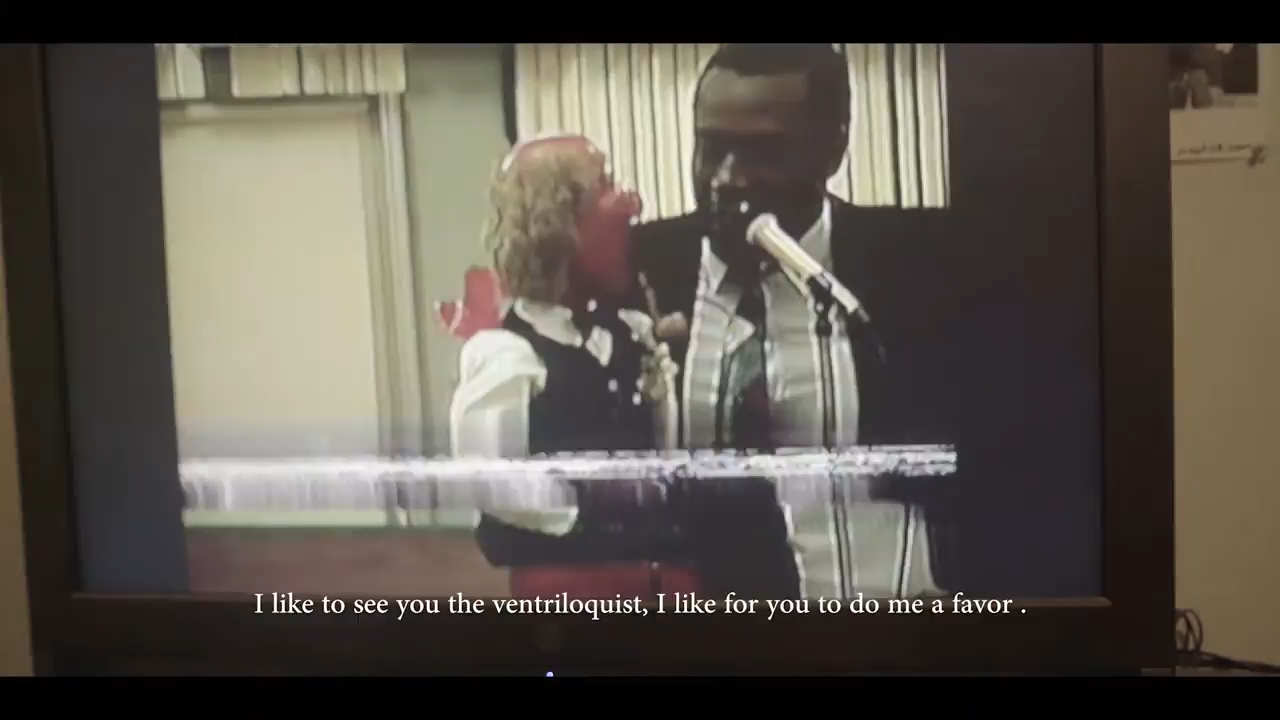 I like to see you the ventriloquist, I like for you to do me a favor .